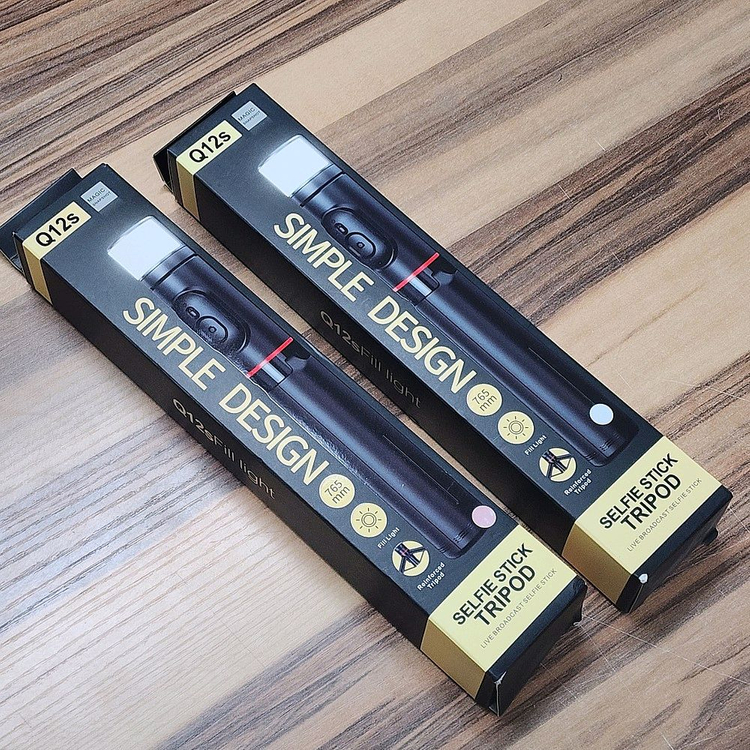 Q12s
MAGIC
SNAPSHOT
SIMPLE DESIGN
765
mm
Fill Light
Reinforced
Tripod
Q12sFill light
SELFIE STICK
TRIPOD
LIVE BROADCAST SELFIE STICK
Q12s
MAGIC
SNAPSHOT
SIMPLE DESIGN
765
mm
Fill Light
Reinforced
Tripod
Q12sFill light
SELFIE STICK
TRIPOD
LIVE BROADCAST SELFIE STICK